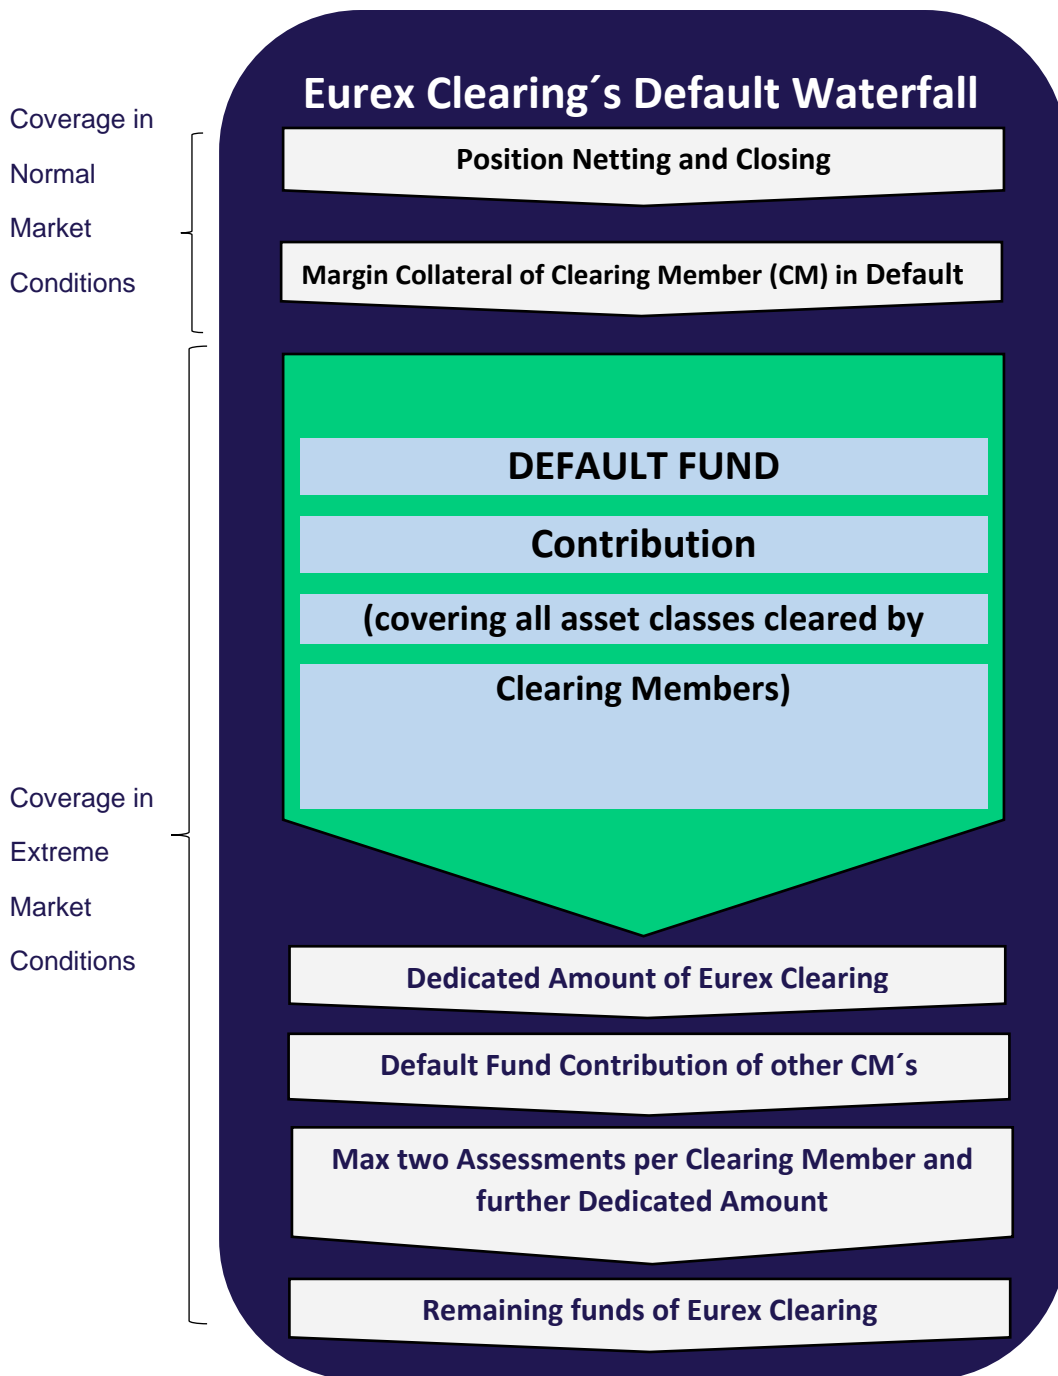 Eurex Clearing´s Default Waterfall
Coverage in
Normal
Market
Conditions
Position Netting and Closing
Margin Collateral of Clearing Member (CM) in Default
DEFAULT FUND
Contribution
(covering all asset classes cleared by
Clearing Members)
Coverage in
Extreme
Market
Conditions
Dedicated Amount of Eurex Clearing
Default Fund Contribution of other CM´s
Max two Assessments per Clearing Member and
further Dedicated Amount
Remaining funds of Eurex Clearing